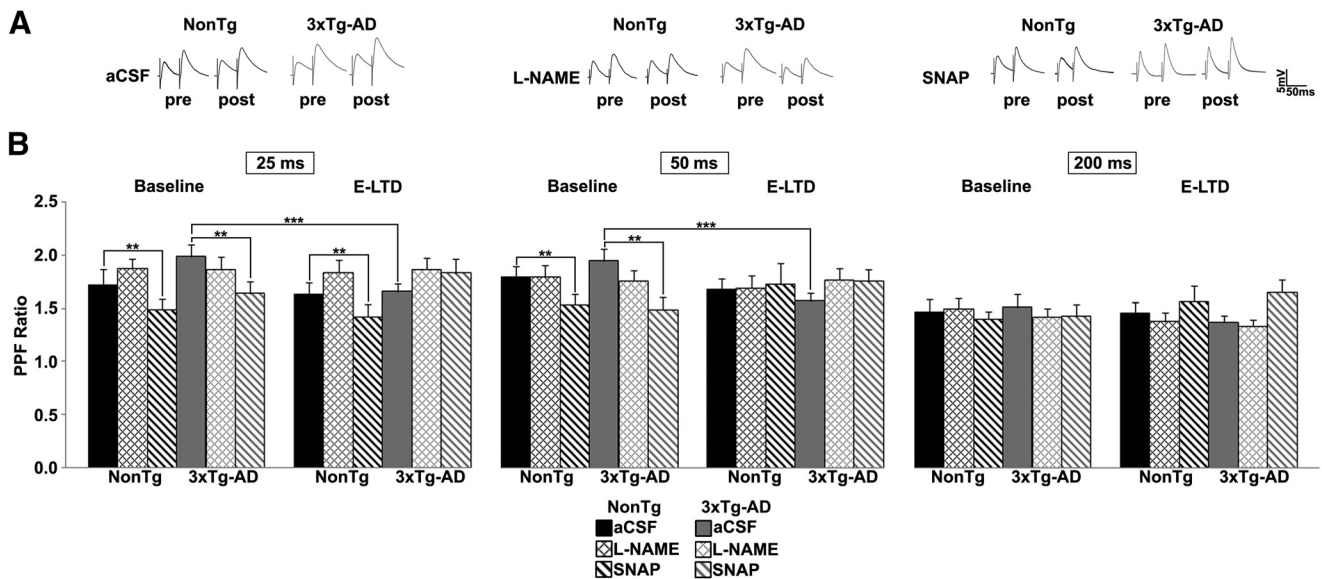 A
NonTg 3xTg-AD
aCSF
pre post pre post
NonTg 3xTg-AD
L-NAME
pre post pre post
NonTg 3xTg-AD
SNAP
pre post pre post
5mV
50ms
B
25 ms
Baseline E-LTD
50 ms
Baseline E-LTD
200 ms
Baseline E-LTD
PPF Ratio
2.5
2.0
1.5
1.0
0.5
0.0
** ** *** **
** ** ***
NonTg 3xTg-AD NonTg 3xTg-AD
NonTg 3xTg-AD NonTg 3xTg-AD
NonTg 3xTg-AD NonTg 3xTg-AD
NonTg 3xTg-AD
aCSF aCSF
L-NAME L-NAME
SNAP SNAP